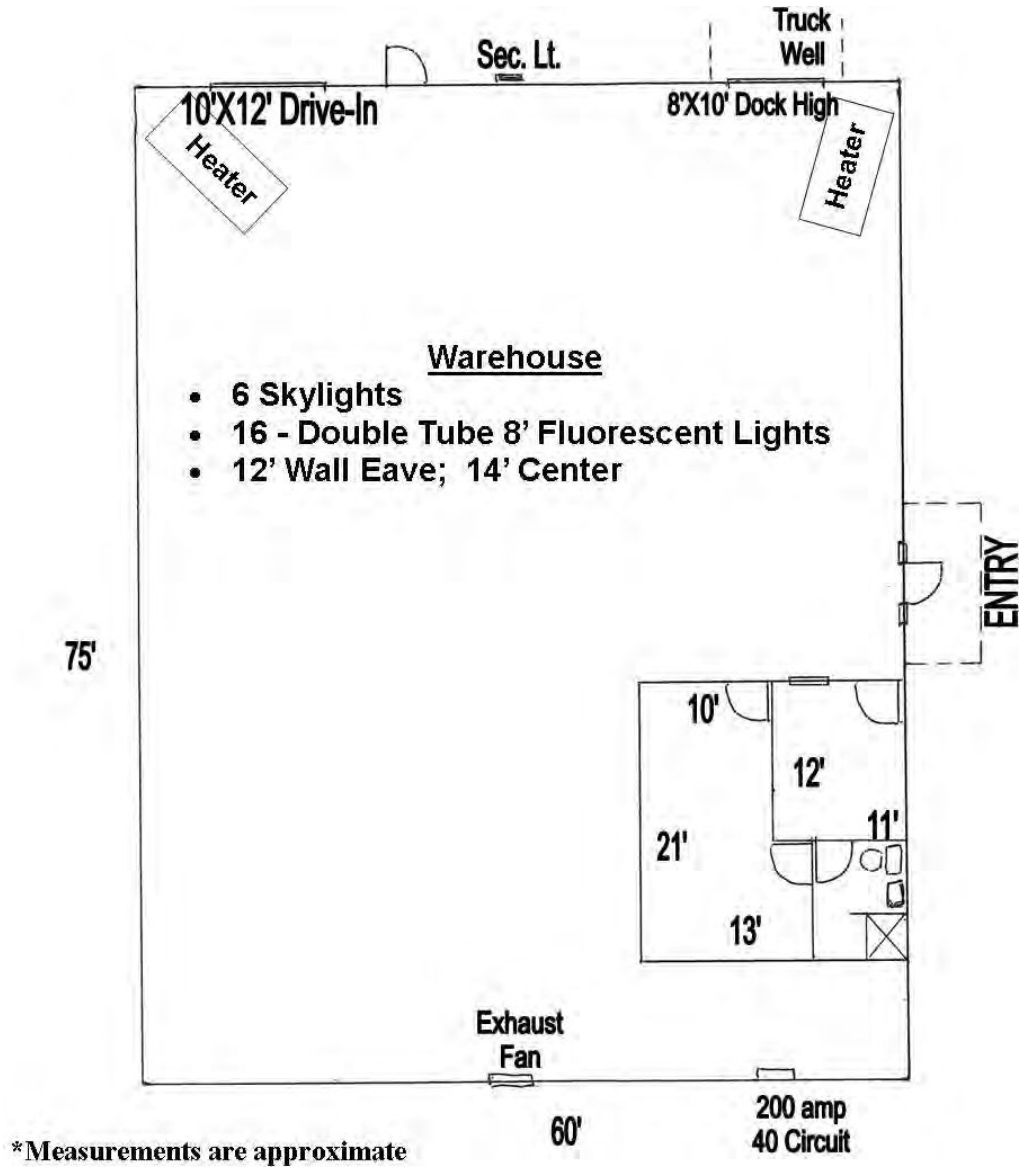 Truck
Well
Sec. Lt.
10'X12' Drive-In
8'X10' Dock High
Heater
Heater
Warehouse
• 6 Skylights
• 16 - Double Tube 8’ Fluorescent Lights
• 12’ Wall Eave; 14’ Center
ENTRY
75'
10'
12'
11'
21'
13'
Exhaust
Fan
200 amp
40 Circuit
60'
*Measurements are approximate